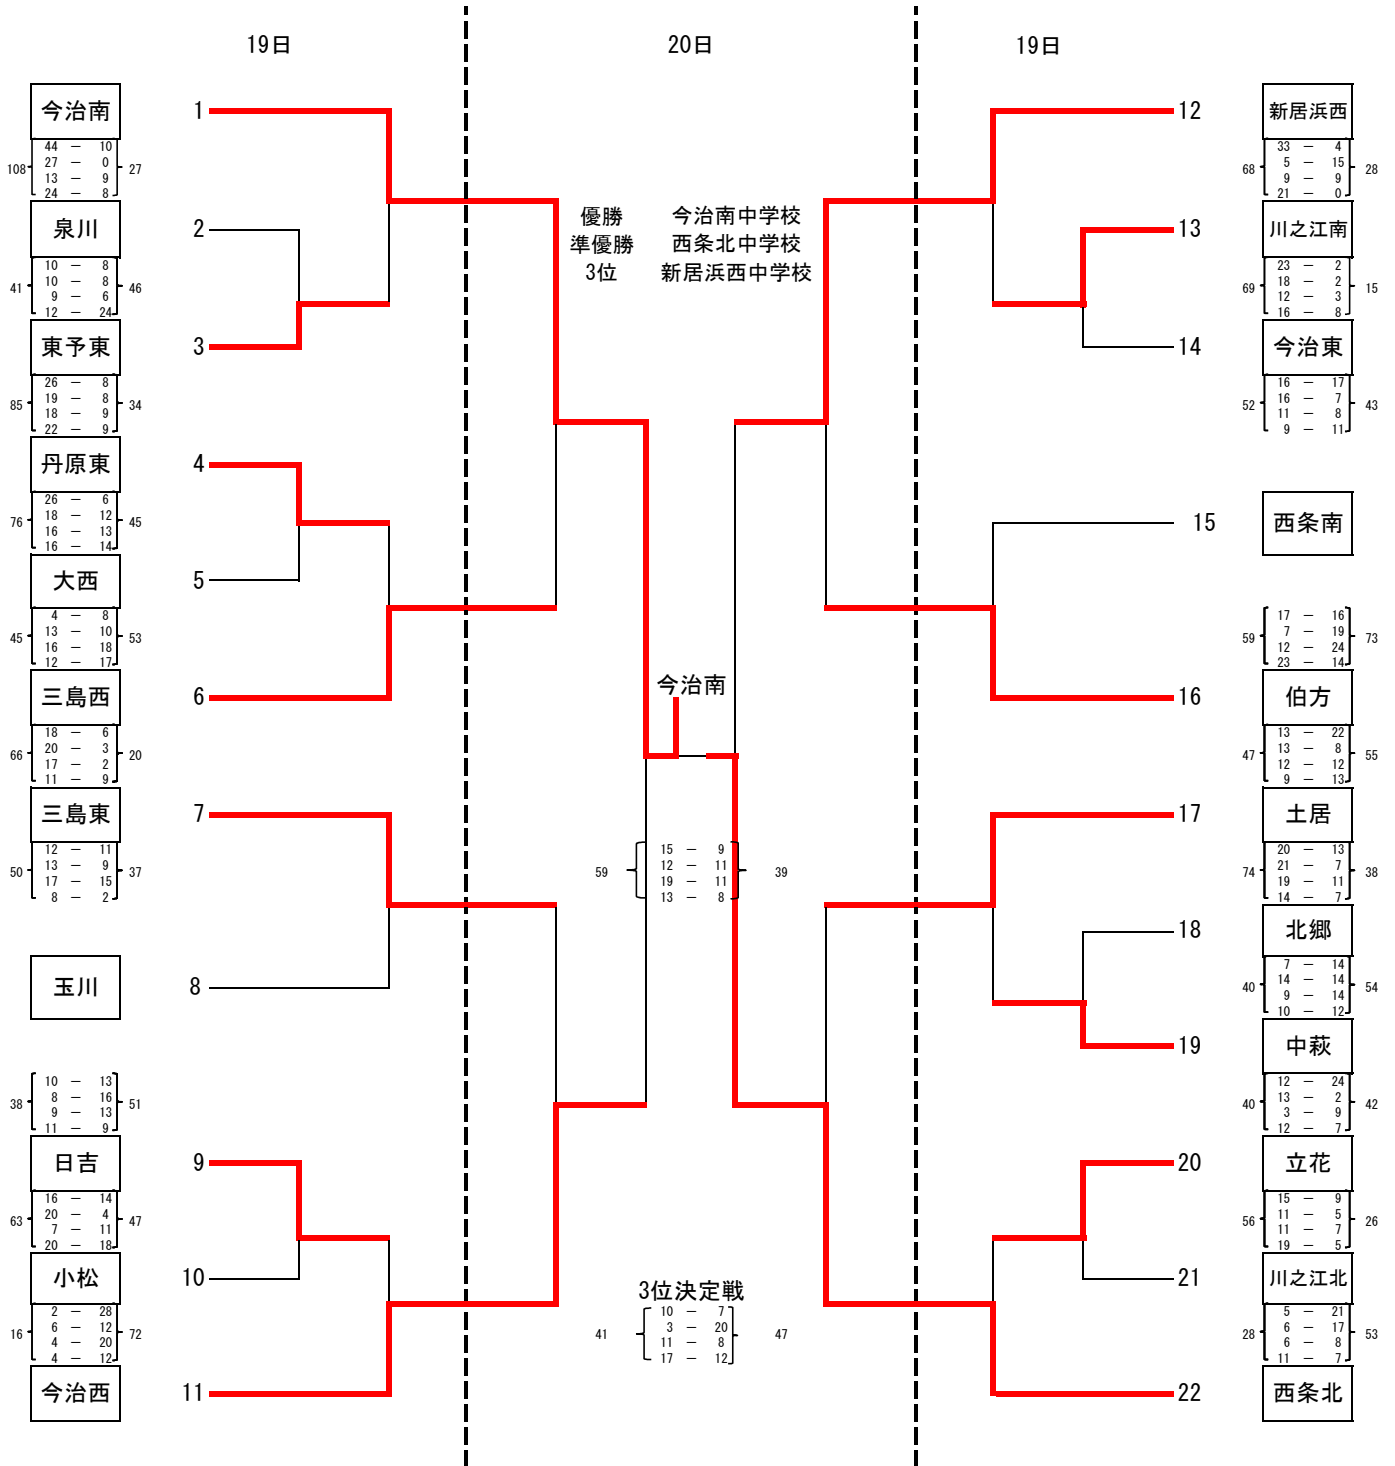 19日
20日
19日
今治南
1
44 － 10
27 － 0
13 － 9
24 － 8
108
27
泉川
2
10 － 8
10 － 8
9 － 6
12 － 24
41
46
東予東
3
26 － 8
19 － 8
18 － 9
22 － 9
85
34
丹原東
4
26 － 6
18 － 12
16 － 13
16 － 14
76
45
大西
5
4 － 8
13 － 10
16 － 18
12 － 17
45
53
三島西
6
18 － 6
20 － 3
17 － 2
11 － 9
66
20
三島東
7
12 － 11
13 － 9
17 － 15
8 － 2
50
37
玉川
8
10 － 13
8 － 16
9 － 13
11 － 9
38
51
日吉
9
16 － 14
20 － 4
7 － 11
20 － 18
63
47
小松
10
2 － 28
6 － 12
4 － 20
4 － 12
16
72
今治西
11
優勝 今治南中学校
準優勝 西条北中学校
3位 新居浜西中学校
今治南
15 － 9
12 － 11
19 － 11
13 － 8
59
39
3位決定戦
10 － 7
3 － 20
11 － 8
17 － 12
41
47
12
新居浜西
33 － 4
5 － 15
9 － 9
21 － 0
68
28
13
川之江南
23 － 2
18 － 2
12 － 3
16 － 8
69
15
14
今治東
16 － 17
16 － 7
11 － 8
9 － 11
52
43
15
西条南
17 － 16
7 － 19
12 － 24
23 － 14
59
73
16
伯方
13 － 22
13 － 8
12 － 12
9 － 13
47
55
17
土居
20 － 13
21 － 7
19 － 11
14 － 7
74
38
18
北郷
7 － 14
14 － 14
9 － 14
10 － 12
40
54
19
中萩
12 － 24
13 － 2
3 － 9
12 － 7
40
42
20
立花
15 － 9
11 － 5
11 － 7
19 － 5
56
26
21
川之江北
5 － 21
6 － 17
6 － 8
11 － 7
28
53
22
西条北